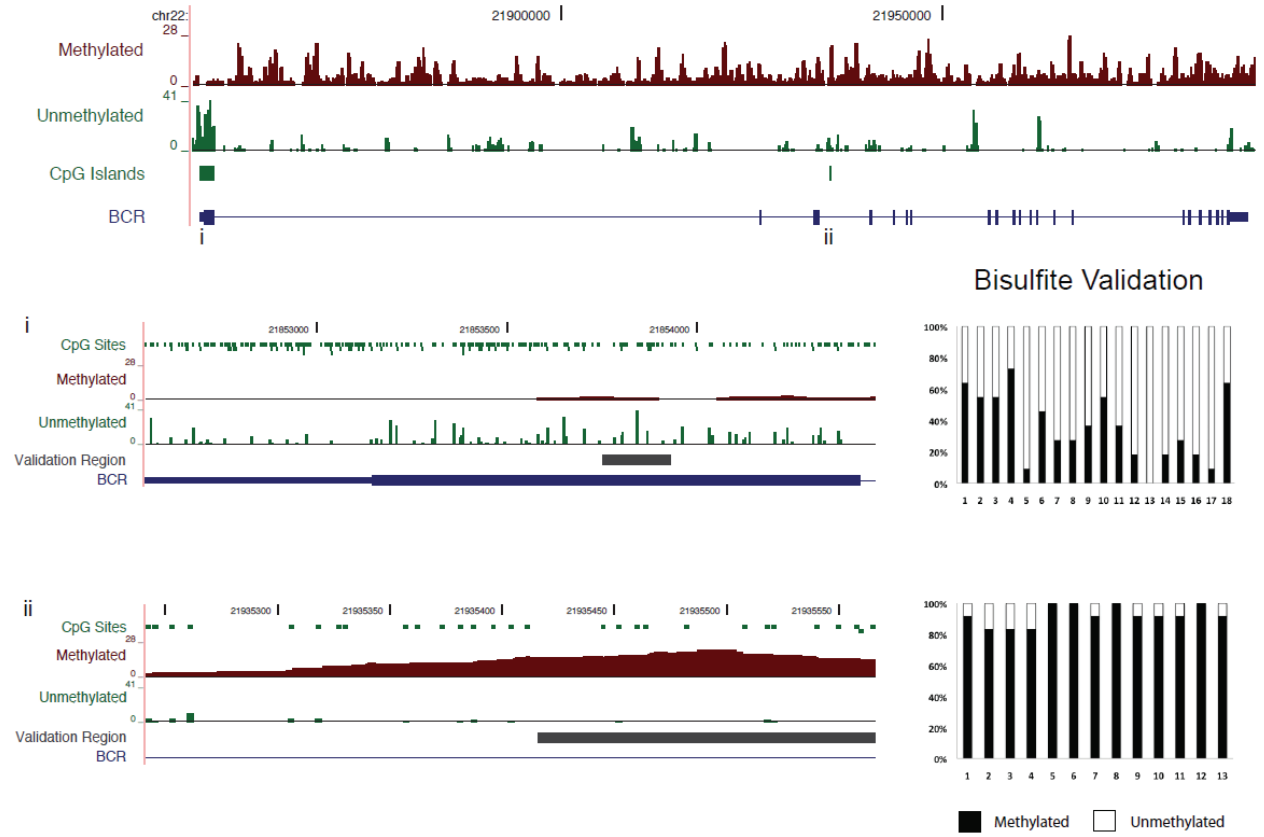 chr22: 21900000 21950000
28
Methylated
0
41
Unmethylated
0
CpG Islands
BCR
i ii
Bisulfite Validation
i
21853000 21853500 21854000
CpG Sites
28
Methylated
0
41
Unmethylated
0
Validation Region
BCR
100%
80%
60%
40%
20%
0%
1 2 3 4 5 6 7 8 9 10 11 12 13 14 15 16 17 18
ii
21935300 21935350 21935400 21935450 21935500 21935550
CpG Sites
28
Methylated
0
41
Unmethylated
0
Validation Region
BCR
100%
80%
60%
40%
20%
0%
1 2 3 4 5 6 7 8 9 10 11 12 13
Methylated Unmethylated